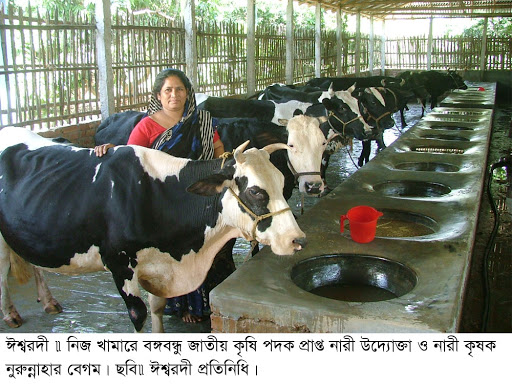 ঈশ্বরদী ॥ নিজ খামারে বঙ্গবন্ধু জাতীয় কৃষি পদক প্রাপ্ত নারী উদ্যোক্তা ও নারী কৃষক
নুরুন্নাহার বেগম। ছবি॥ ঈশ্বরদী প্রতিনিধি।